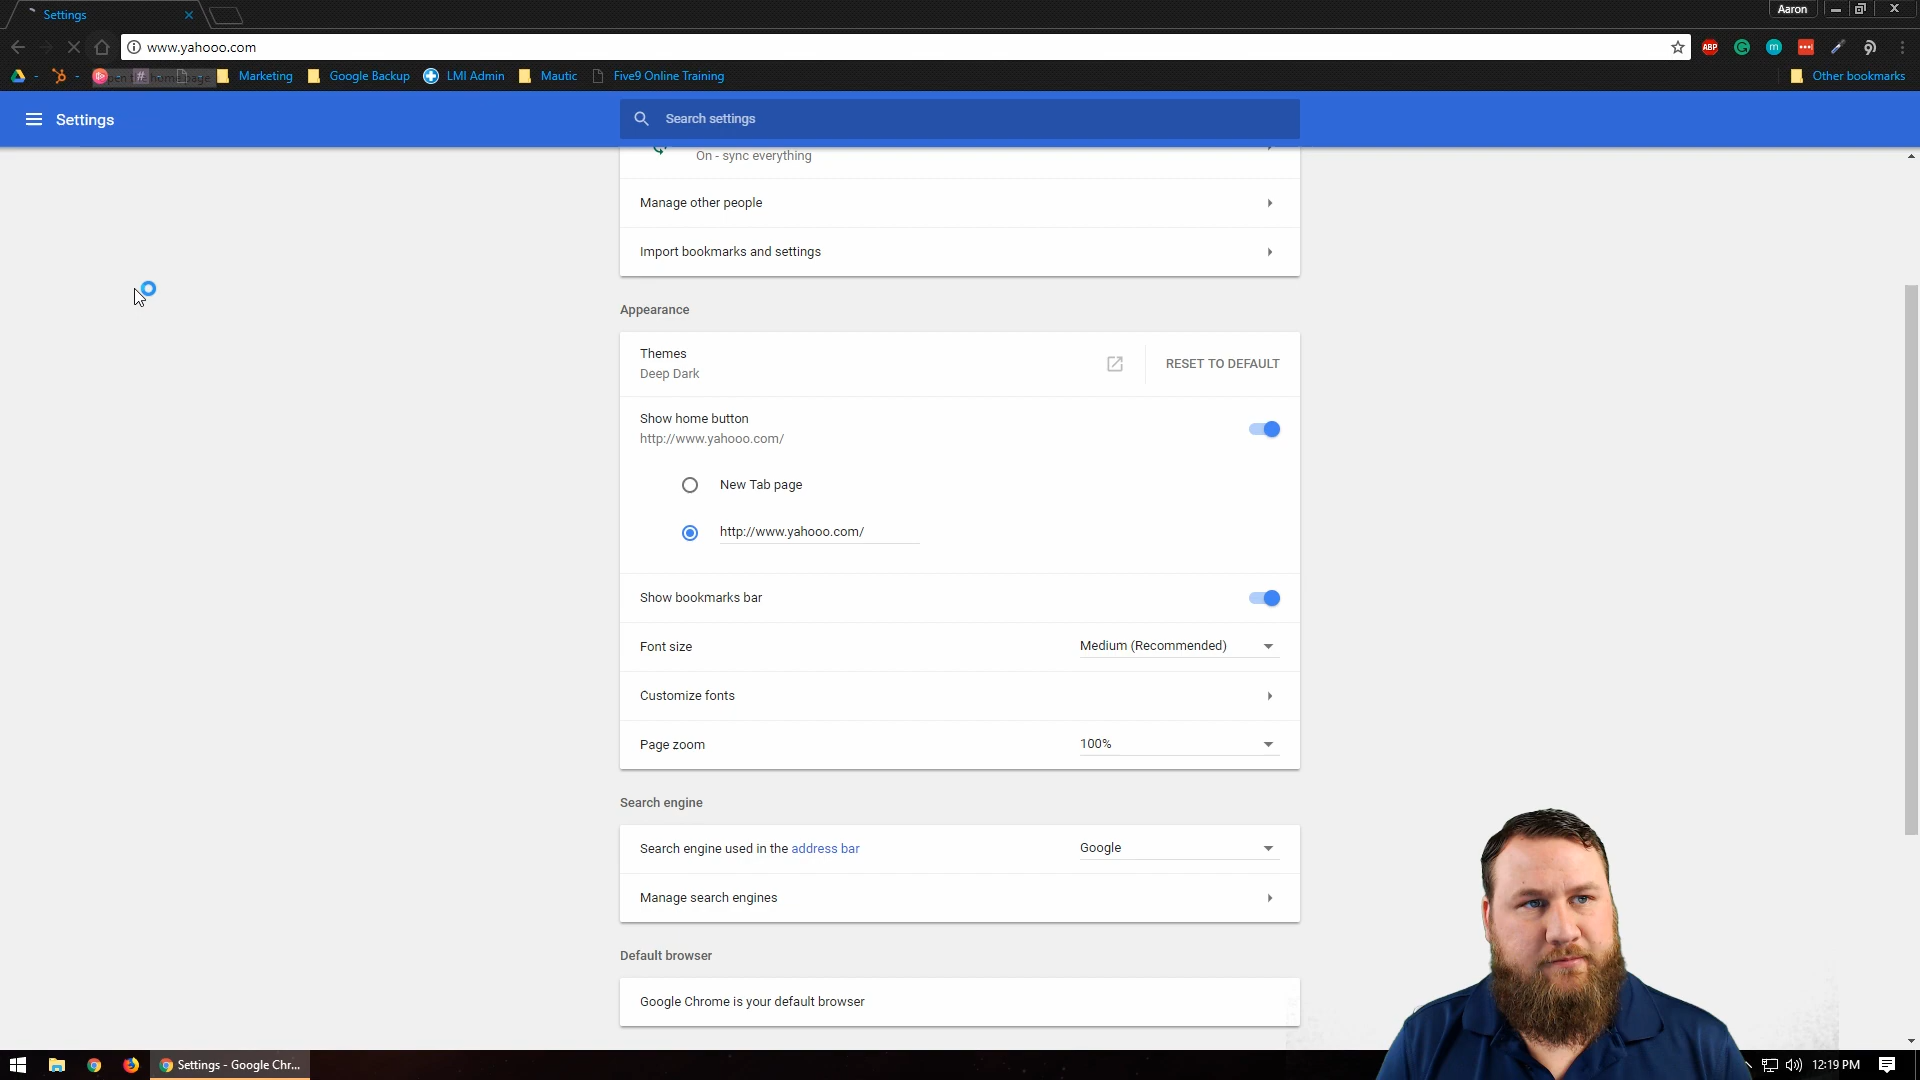 Settings
Aaron
www.yahooo.com
ABP
#
Marketing
Google Backup
LMI Admin
Mautic
Five9 Online Training
Other bookmarks
Settings
Search settings
On - sync everything
Manage other people
Import bookmarks and settings
Appearance
Themes
Deep Dark
RESET TO DEFAULT
Show home button
http://www.yahooo.com/
New Tab page
http://www.yahooo.com/
Show bookmarks bar
Font size
Medium (Recommended)
Customize fonts
Page zoom
100%
Search engine
Search engine used in the address bar
Google
Manage search engines
Default browser
Google Chrome is your default browser
Settings - Google Chr...
12:19 PM